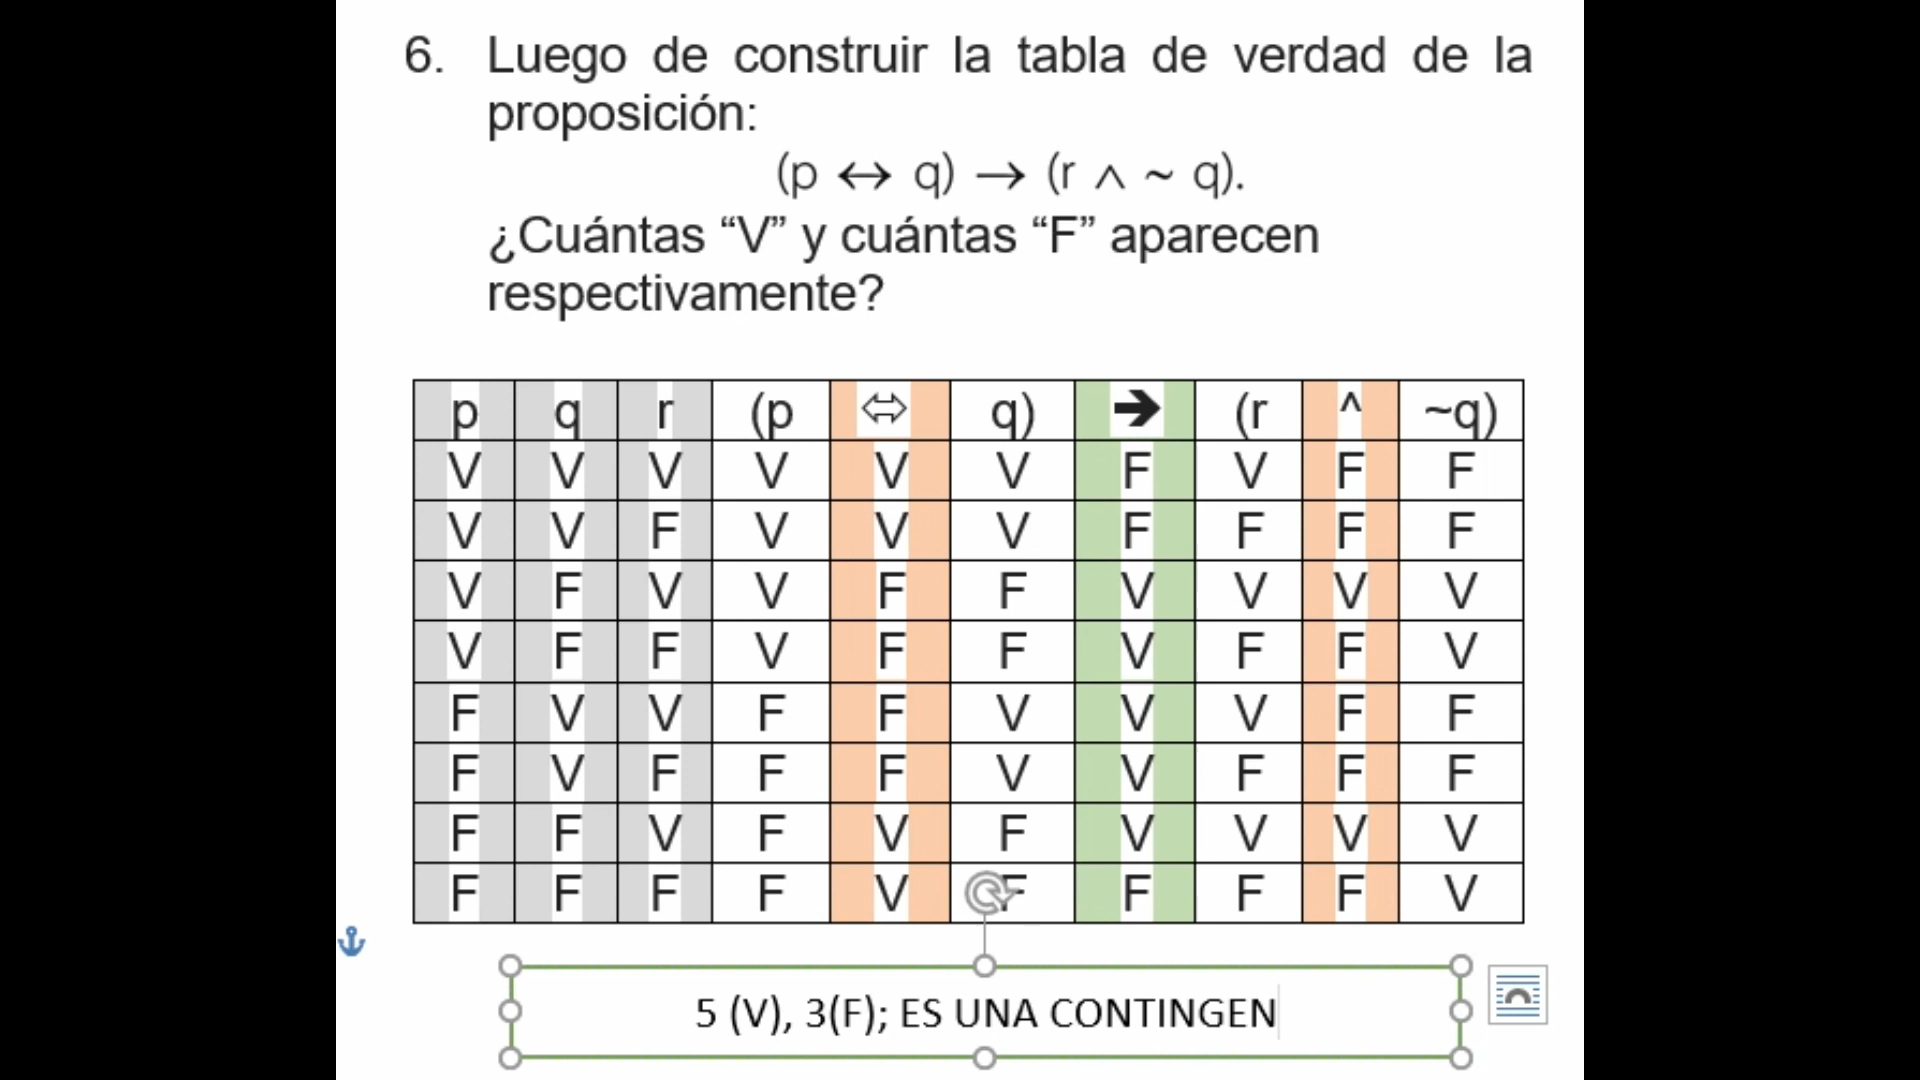 6. Luego de construir la tabla de verdad de la
proposición:
(p ↔ q) → (r ∧ ~ q).
¿Cuántas “V” y cuántas “F” aparecen
respectivamente?
p q r (p ⇔ q) ➔ (r ^ ~q)
V V V V V V F V F F
V V F V V V F F F F
V F V V F F V V V V
V F F V F F V F F V
F V V F F V V V F F
F V F F F V V F F F
F F V F V F V V V V
F F F F V F F F F V
5 (V), 3(F); ES UNA CONTINGEN